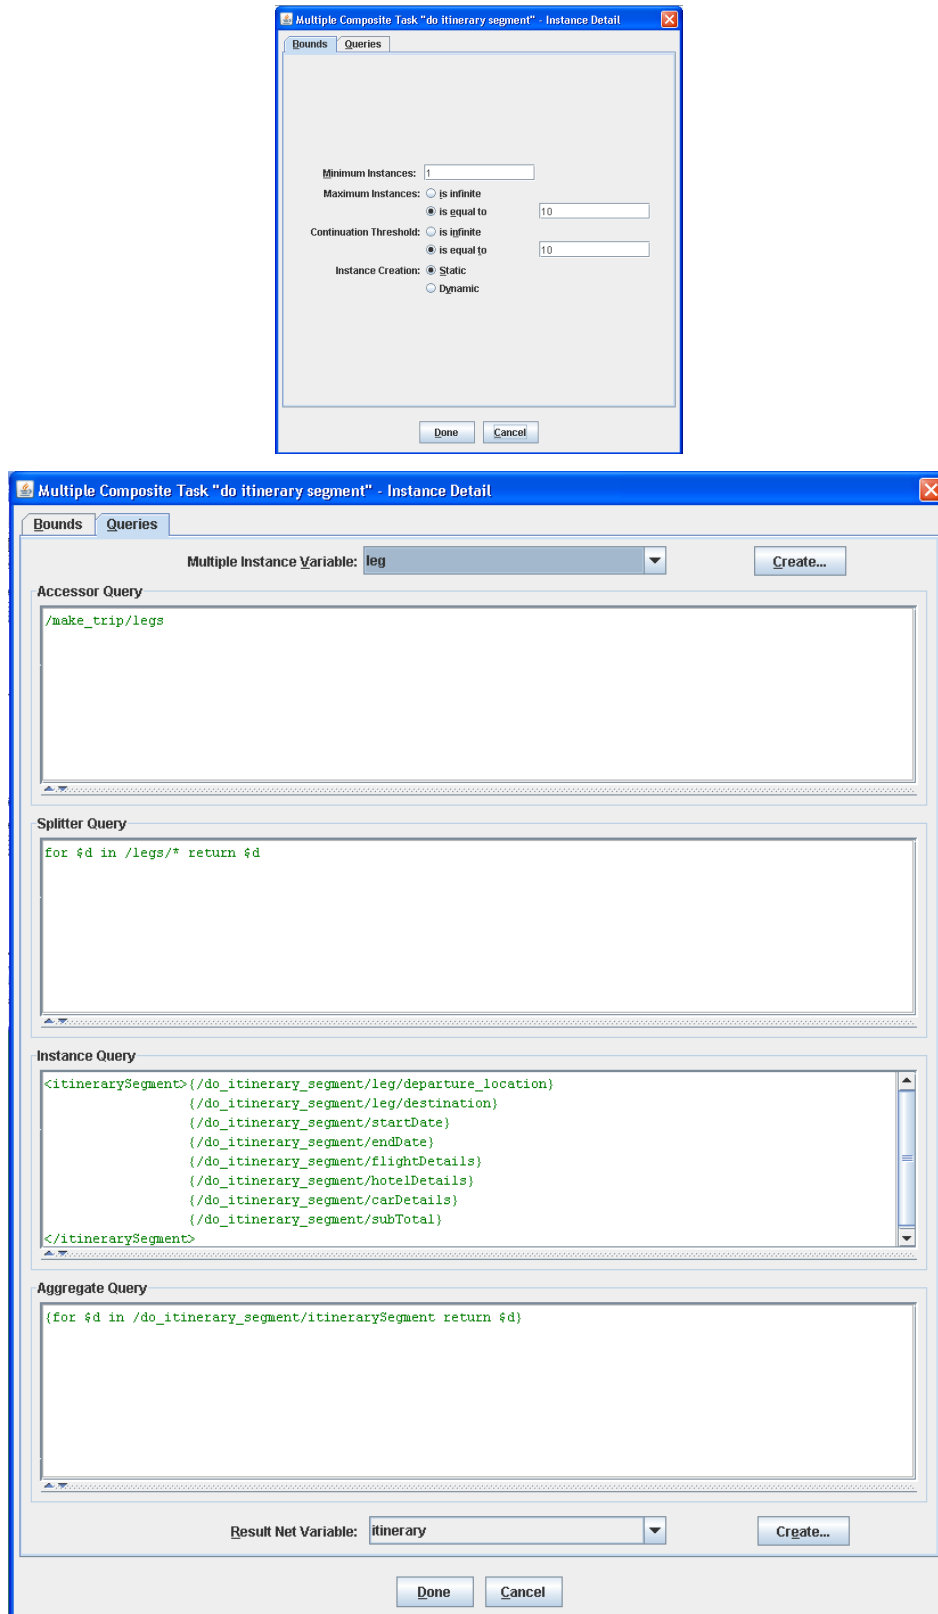 Multiple Composite Task "do itinerary segment" - Instance Detail
Bounds Queries
Minimum Instances: 1
Maximum Instances: is infinite
is equal to 10
Continuation Threshold: is infinite
is equal to 10
Instance Creation: Static
Dynamic
Done Cancel
Multiple Composite Task "do itinerary segment" - Instance Detail
Bounds Queries
Multiple Instance Variable: leg Create...
Accessor Query
/make_trip/legs
Splitter Query
for $d in /legs/* return $d
Instance Query
<itinerarySegment>{/do_itinerary_segment/leg/departure_location}
{/do_itinerary_segment/leg/destination}
{/do_itinerary_segment/startDate}
{/do_itinerary_segment/endDate}
{/do_itinerary_segment/flightDetails}
{/do_itinerary_segment/hotelDetails}
{/do_itinerary_segment/carDetails}
{/do_itinerary_segment/subTotal}
</itinerarySegment>
Aggregate Query
{for $d in /do_itinerary_segment/itinerarySegment return $d}
Result Net Variable: itinerary Create...
Done Cancel